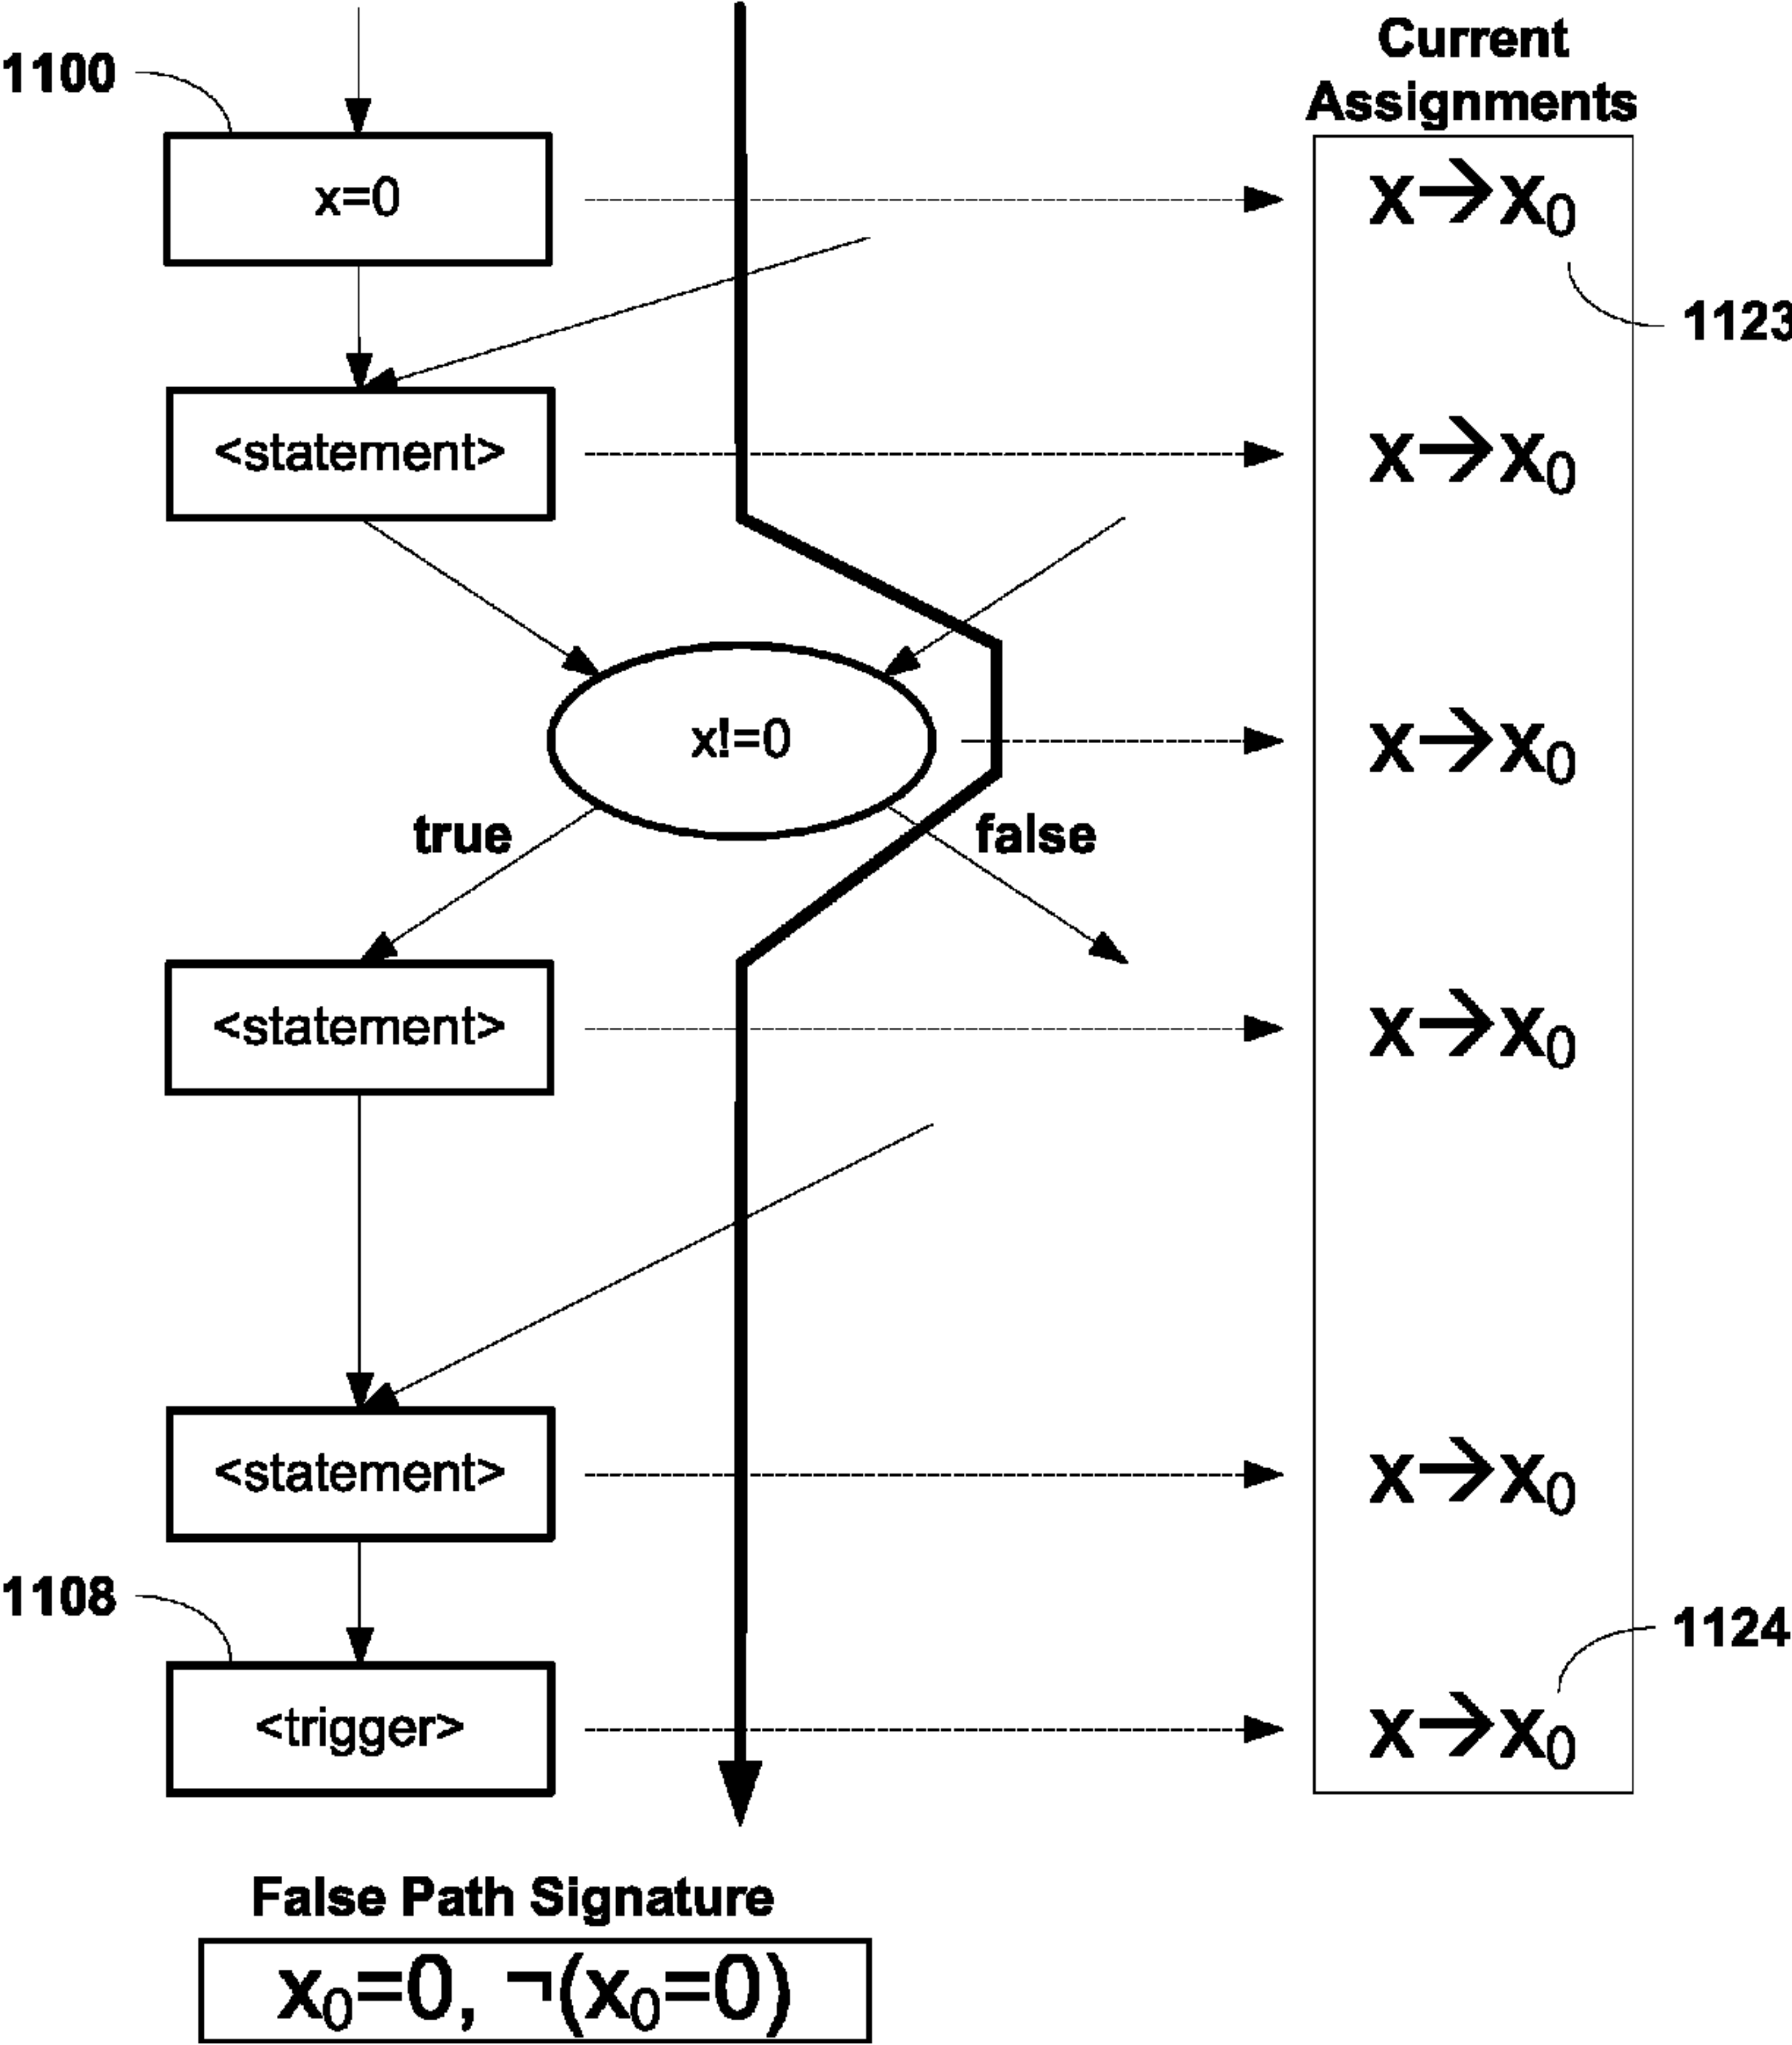 Current
Assignments
1100
x=0
x→x₀
1123
<statement>
x→x₀
x!=0
x→x₀
true
false
<statement>
x→x₀
<statement>
x→x₀
1108
1124
<trigger>
x→x₀
False Path Signature
x₀=0, ¬(x₀=0)